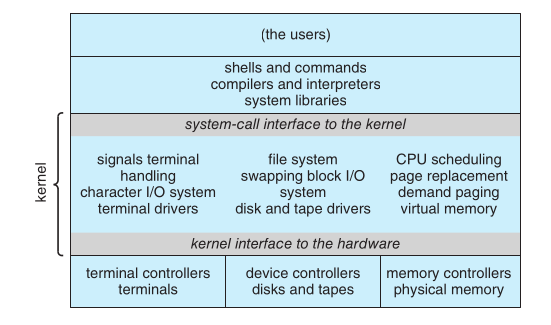 (the users)
shells and commands
compilers and interpreters
system libraries
system-call interface to the kernel
kernel
signals terminal
handling
character I/O system
terminal drivers
file system
swapping block I/O
system
disk and tape drivers
CPU scheduling
page replacement
demand paging
virtual memory
kernel interface to the hardware
terminal controllers
terminals
device controllers
disks and tapes
memory controllers
physical memory